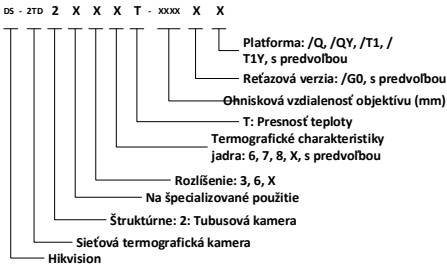 DS - 2TD 2 X X X T - XXXX X X
Platforma: /Q, /QY, /T1, /
T1Y, s predvoľbou
Reťazová verzia: /G0, s predvoľbou
Ohnisková vzdialenosť objektívu (mm)
T: Presnosť teploty
Termografické charakteristiky
jadra: 6, 7, 8, X, s predvoľbou
Rozlíšenie: 3, 6, X
Na špecializované použitie
Štruktúrne: 2: Tubusová kamera
Sieťová termografická kamera
Hikvision